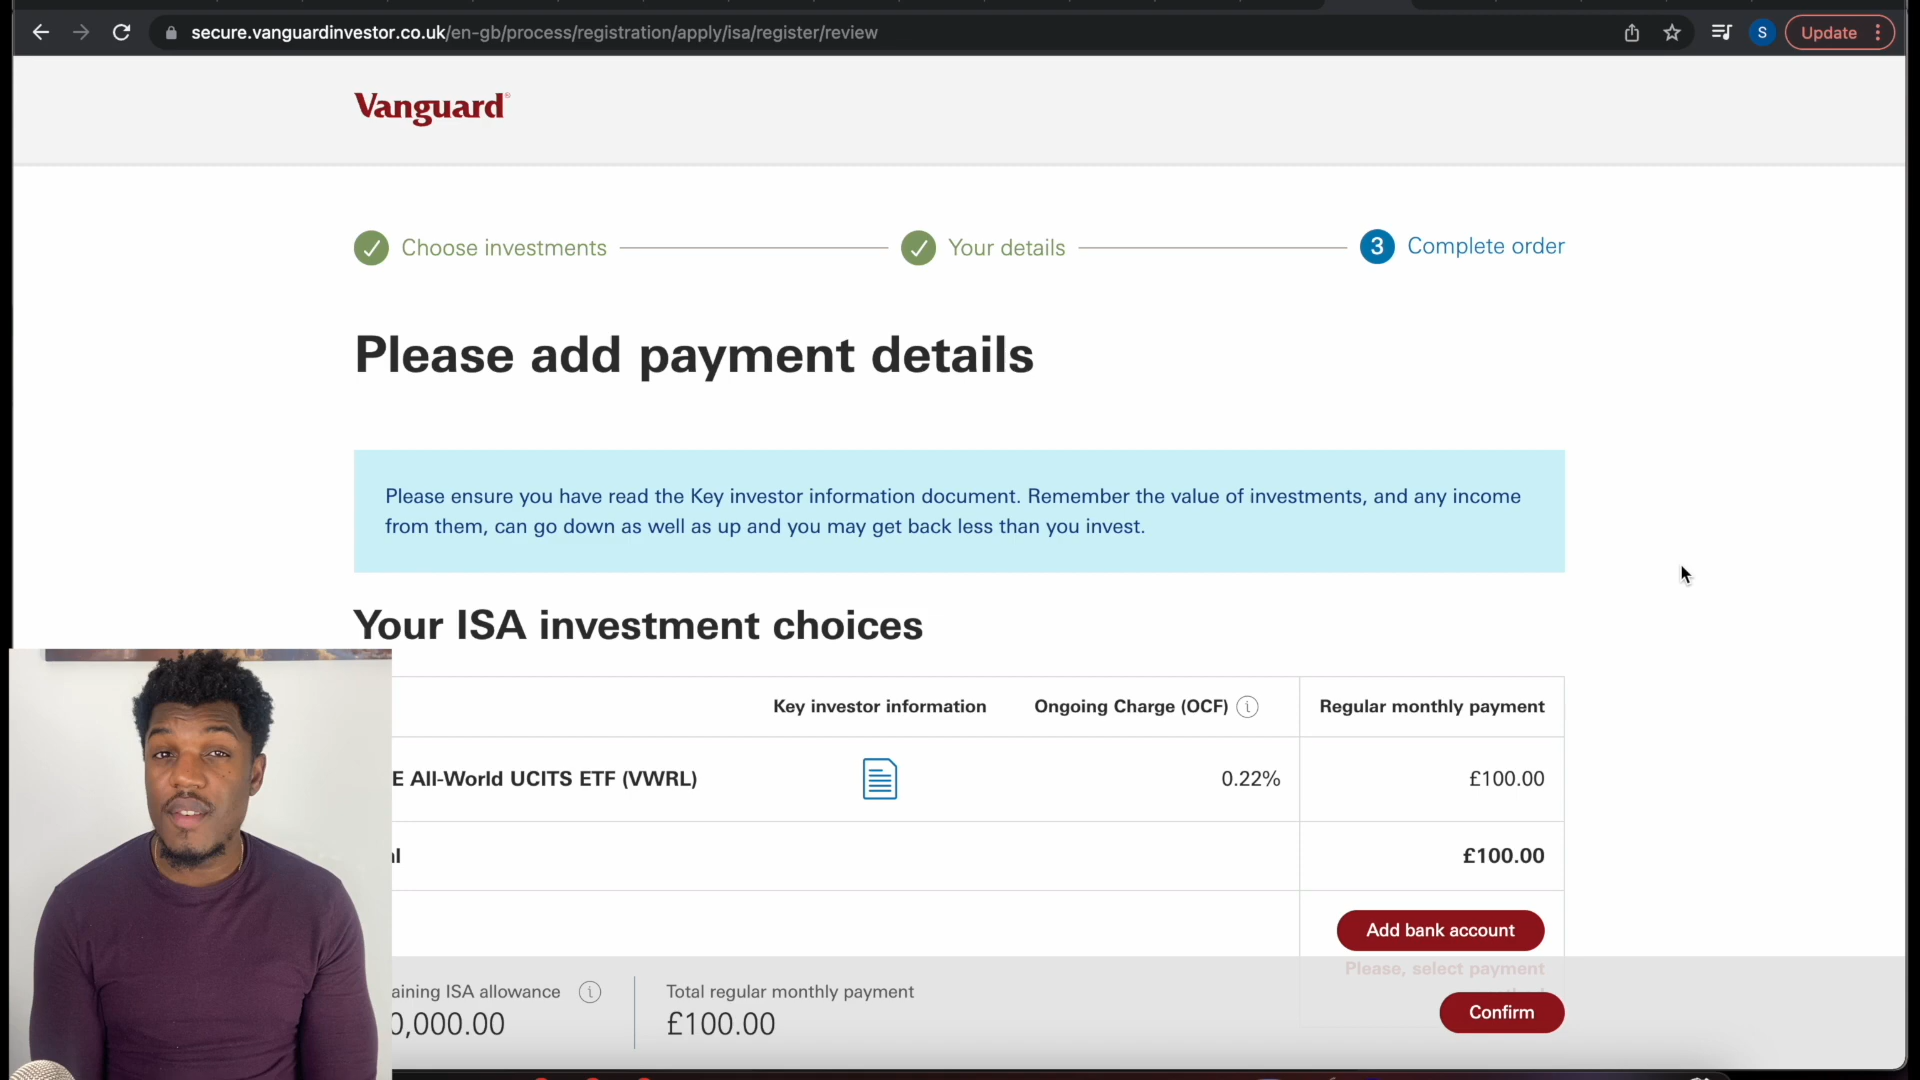 secure.vanguardinvestor.co.uk/en-gb/process/registration/apply/isa/register/review
S
Update
Vanguard®
Choose investments
Your details
3 Complete order
Please add payment details
Please ensure you have read the Key investor information document. Remember the value of investments, and any income
from them, can go down as well as up and you may get back less than you invest.
Your ISA investment choices
Key investor information
Ongoing Charge (OCF)
Regular monthly payment
E All-World UCITS ETF (VWRL)
0.22%
£100.00
£100.00
Add bank account
Please, select payment
aining ISA allowance
0,000.00
Total regular monthly payment
£100.00
Confirm